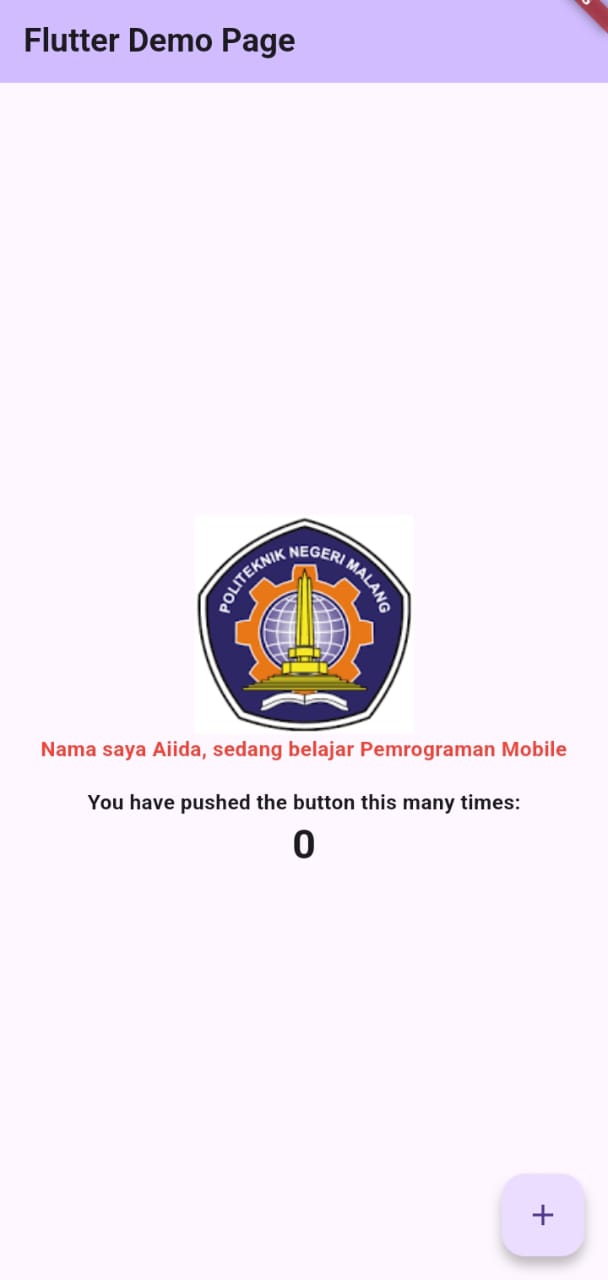 Flutter Demo Page
POLITEKNIK NEGERI MALANG
Nama saya Aiida, sedang belajar Pemrograman Mobile
You have pushed the button this many times:
0
+